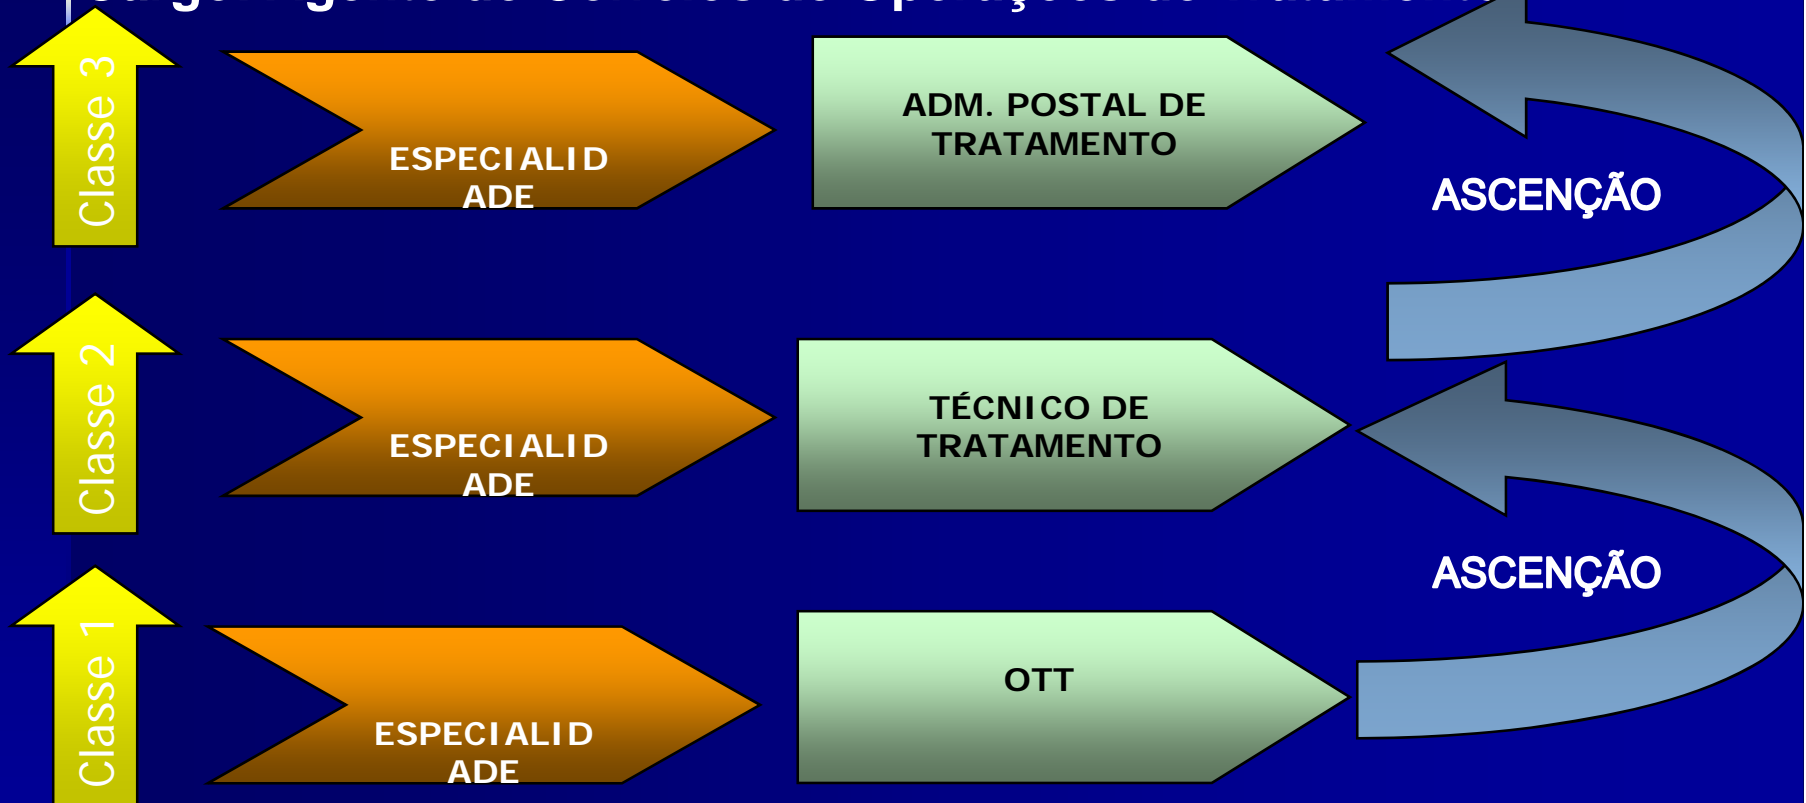 Classe 3
ESPECIALID
ADE
ADM. POSTAL DE
TRATAMENTO
ASCENÇÃO
Classe 2
ESPECIALID
ADE
TÉCNICO DE
TRATAMENTO
ASCENÇÃO
Classe 1
ESPECIALID
ADE
OTT